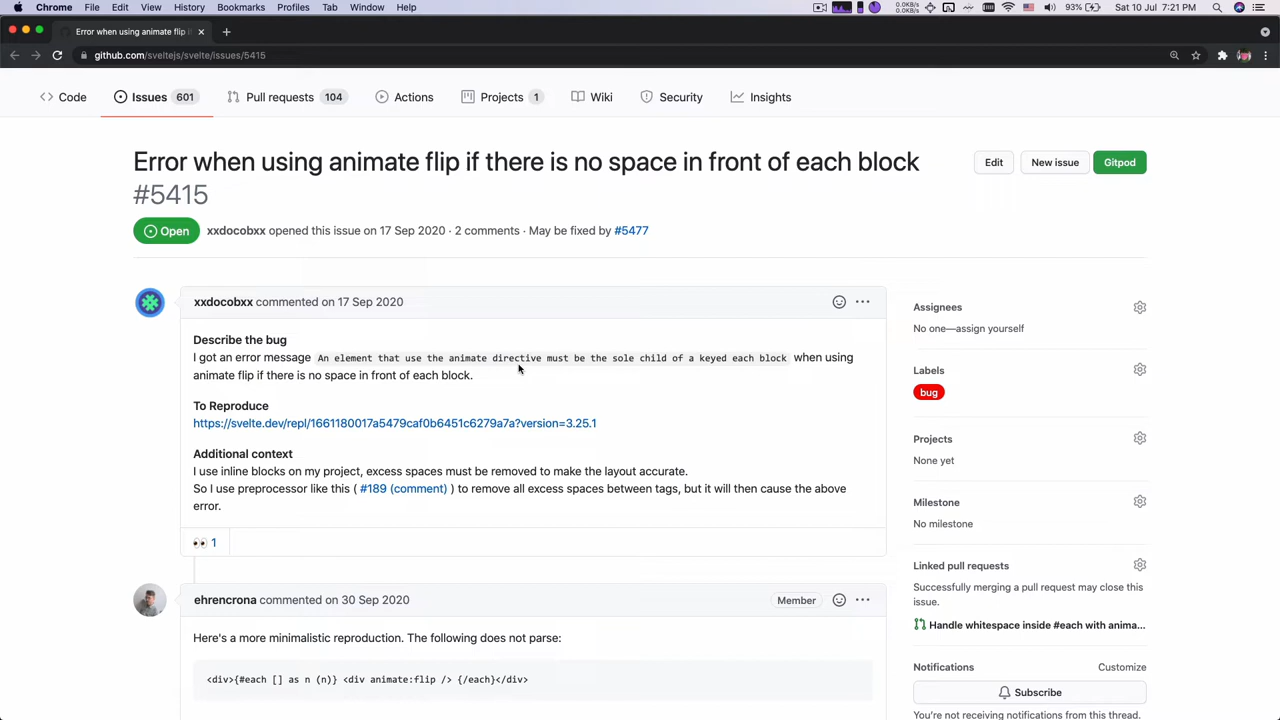 Chrome File Edit View History Bookmarks Profiles Tab Window Help 0.0KB/s 0.0KB/s 93% Sat 10 Jul 7:21 PM
Error when using animate flip i
github.com/sveltejs/svelte/issues/5415
Code Issues 601 Pull requests 104 Actions Projects 1 Wiki Security Insights
Error when using animate flip if there is no space in front of each block
#5415
Edit New issue Gitpod
Open xxdocobxx opened this issue on 17 Sep 2020 · 2 comments · May be fixed by #5477
xxdocobxx commented on 17 Sep 2020
Describe the bug
I got an error message An element that use the animate directive must be the sole child of a keyed each block when using
animate flip if there is no space in front of each block.
To Reproduce
https://svelte.dev/repl/1661180017a5479caf0b6451c6279a7a?version=3.25.1
Additional context
I use inline blocks on my project, excess spaces must be removed to make the layout accurate.
So I use preprocessor like this ( #189 (comment) ) to remove all excess spaces between tags, but it will then cause the above
error.
👀 1
ehrencrona commented on 30 Sep 2020 Member
Here's a more minimalistic reproduction. The following does not parse:
<div>{#each [] as n (n)} <div animate:flip /> {/each}</div>
Assignees
No one—assign yourself
Labels
bug
Projects
None yet
Milestone
No milestone
Linked pull requests
Successfully merging a pull request may close this
issue.
Handle whitespace inside #each with anima...
Notifications Customize
Subscribe
You're not receiving notifications from this thread.